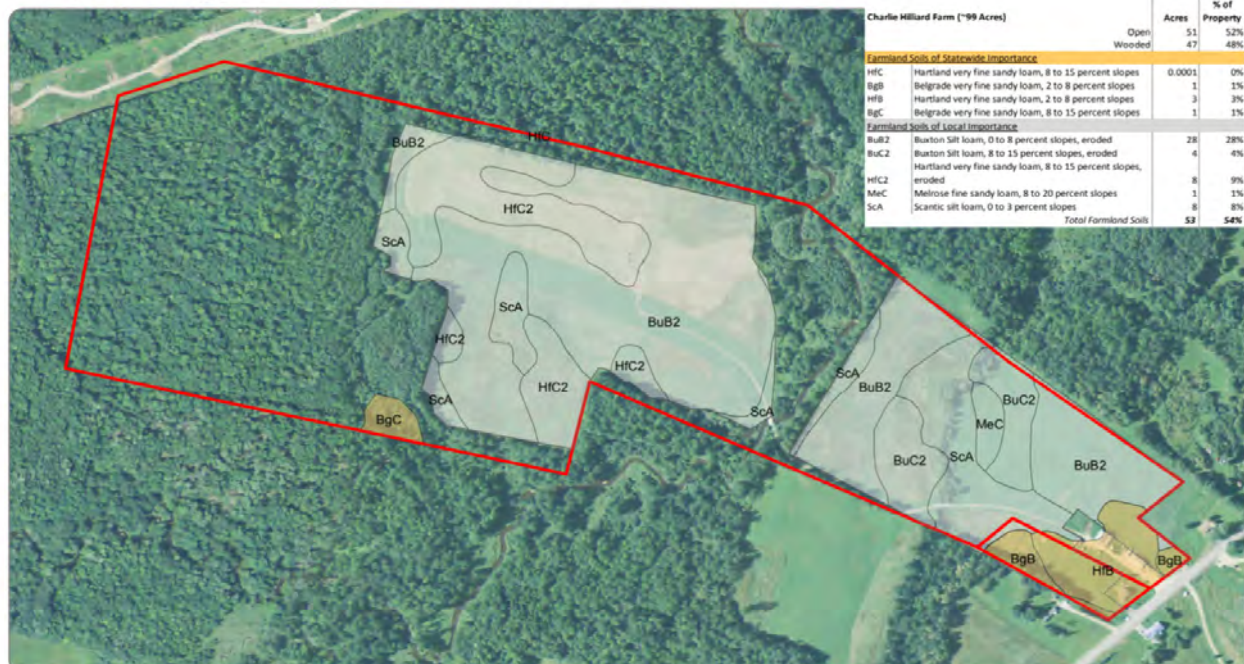 % of
Charlie Hilliard Farm (~99 Acres) Acres Property
Open 51 52%
Wooded 47 48%
Farmland Soils of Statewide Importance
HfC Hartland very fine sandy loam, 8 to 15 percent slopes 0.0001 0%
BgB Belgrade very fine sandy loam, 2 to 8 percent slopes 1 1%
HfB Hartland very fine sandy loam, 2 to 8 percent slopes 3 3%
BgC Belgrade very fine sandy loam, 8 to 15 percent slopes 1 1%
Farmland Soils of Local Importance
BuB2 Buxton Silt loam, 0 to 8 percent slopes, eroded 28 28%
BuC2 Buxton Silt loam, 8 to 15 percent slopes, eroded 4 4%
Hartland very fine sandy loam, 8 to 15 percent slopes,
HfC2 eroded 8 9%
MeC Melrose fine sandy loam, 8 to 20 percent slopes 1 1%
ScA Scantic silt loam, 0 to 3 percent slopes 8 8%
Total Farmland Soils 53 54%
HfC
BuB2
HfC2
ScA
ScA
BuB2
HfC2
HfC2
HfC2
ScA
BgC
ScA
ScA
BuB2
BuC2
MeC
BuC2
ScA
BuB2
BgB
HfB
BgB